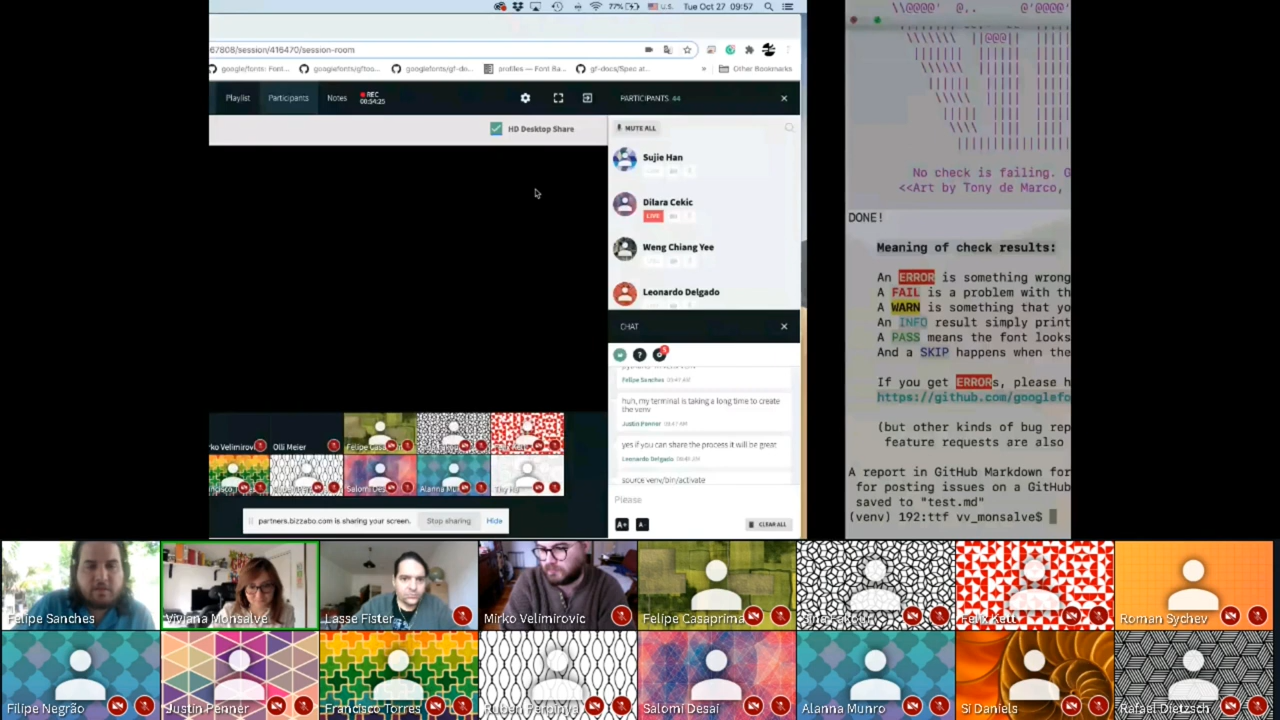 77%
U.S.
Tue Oct 27 09:57
67808/session/416470/session-room
googlefonts/gf-do...
profiles — Font Ba...
gf-docs/Spec at...
»
Other Bookmarks
Playlist
Participants
Notes
REC
00:54:25
PARTICIPANTS: 44
HD Desktop Share
MUTE ALL
Sujie Han
Dilara Cekic
LIVE
Weng Chiang Yee
Leonardo Delgado
CHAT
Felipe Sanches
huh, my terminal is taking a long time to create
the venv
Justin Penner
yes if you can share the process it will be great
Leonardo Delgado
source venv/bin/activate
Please
A+
A-
CLEAR ALL
Olli Meier
partners.bizzabo.com is sharing your screen.
Stop sharing
Hide
No check is failing. G
<<Art by Tony de Marco,
DONE!
Meaning of check results:
An ERROR is something wrong
A FAIL is a problem with th
A WARN is something that yo
An INFO result simply print
A PASS means the font looks
And a SKIP happens when the
If you get ERRORs, please h
https://github.com/googlefo
(but other kinds of bug rep
feature requests are also
A report in GitHub Markdown for
for posting issues on a GitHub
saved to "test.md"
(venv) 192:ttf vv_monsalve$
Felipe Sanches
Viviana Monsalve
Lasse Fister
Mirko Velimirovic
Felipe Casaprima
Felix Kett
Roman Sychev
Filipe Negrão
Justin Penner
Francisco Torres
Salomi Desai
Alanna Munro
Si Daniels
Rafael Dietzsch